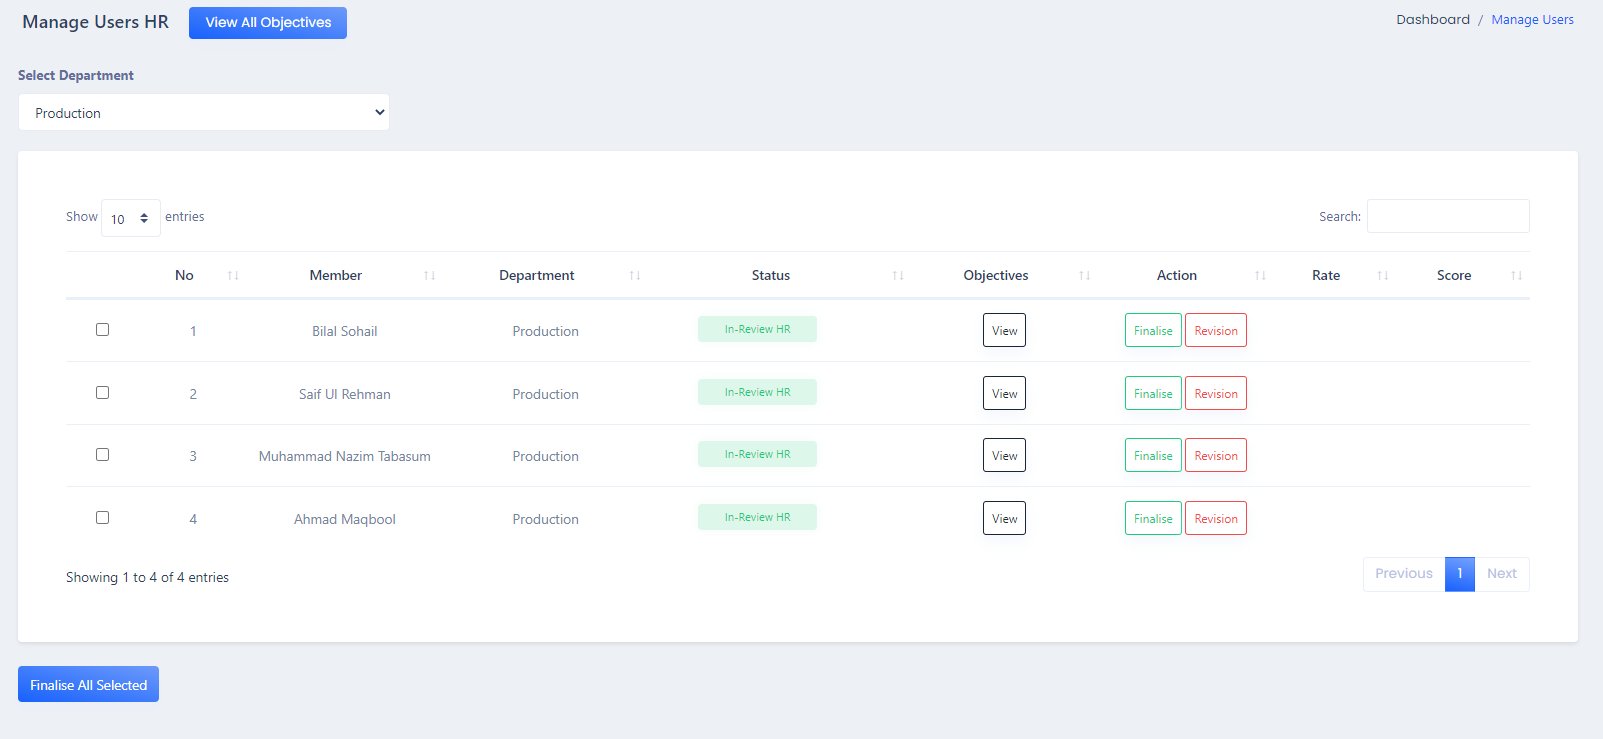 Manage Users HR View All Objectives Dashboard / Manage Users
Select Department
Production
Show 10 entries Search:
No Member Department Status Objectives Action Rate Score
1 Bilal Sohail Production In-Review HR View Finalise Revision
2 Saif Ul Rehman Production In-Review HR View Finalise Revision
3 Muhammad Nazim Tabasum Production In-Review HR View Finalise Revision
4 Ahmad Maqbool Production In-Review HR View Finalise Revision
Showing 1 to 4 of 4 entries Previous 1 Next
Finalise All Selected